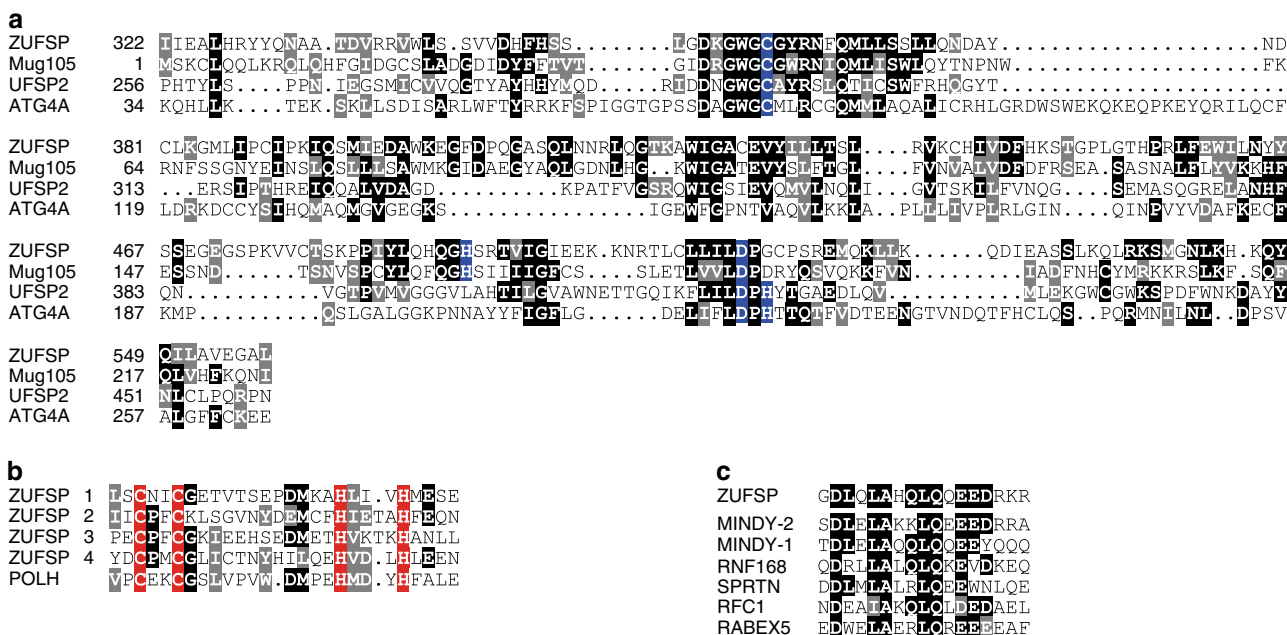 a
ZUFSP 322 IIEALHRYYQNAA.TDVRRVWLS.SVVDHFHSS........LGDKGWGCGYRNFQMLLSSLLQNDAY....................ND
Mug105 1 MSKCLQQLKRQLQHFGIDGCSLADGDIDYFFTVT.......GIDRGWGCGWRNIQMLISWLQYTNPNW...................FK
UFSP2 256 PHTYLS....PPN.IEGSMICVVQGTYAYHHYMQD......RIDDNGWGCAYRSLQTICSWFRHQGYT.....................
ATG4A 34 KQHLLK....TEK.SKLLSDISARLWFTYRRKFSPIGGTGPSSDAGWGCMLRCGQMMLAQALICRHLGRDWSWEKQKEQPKEYQRILQCF
ZUFSP 381 CLKGMLIPCIPKIQSMIEDAWKEGFDPQGASQLNNRLQGTKAWIGACEVYILLTSL....RVKCHIVDFHKSTGPLGTHPRLFEWILNYY
Mug105 64 RNFSSGNYEINSLQSLLLSAWMKGIDAEGYAQLGDNLHG..KWIGATEVYSLFTGL....FVNVALVDFDFRSEA.SASNALFLYVKKHF
UFSP2 313 ...ERSIPTHREIQQALVDAGD..........KPATFVGSRQWIGSIEVQMVLNQLI...GVTSKILFVNQG....SEMASQGRELANHF
ATG4A 119 LDRKDCCYSIHQMAQMGVGEGKS................IGEWFGPNTVAQVLKKLA..PLLLIVPLRLGIN....QINPVYVDAFKECF
ZUFSP 467 SSEGEGSPKVVCTSKPPIYLQHQGHSRTVIGIEEK.KNRTLCLLILDPGCPSREMQKLLK......QDIEASSLKQLRKSMGNLKH.KQY
Mug105 147 ESSND......TSNVSPCYLQFQGHSIIIIGFCS...SLETLVVLDPDRYQSVQKKFVN.........IADFNHCYMRKKRSLKF.SQF
UFSP2 383 QN...........VGTPVMVGGGVLAHTILGVAWNETTGQIKFLILDPHYTGAEDLQV.........MLEKGWCGWKSPDFWNKDAYY
ATG4A 187 KMP..........QSLGALGGKPNNAYYFIGFLG....DELIFLDPHTTQTFVDTEENGTVNDQTFHCLQS..PQRMNILNL..DPSV
ZUFSP 549 QILAVEGAL
Mug105 217 QLVHFKQNI
UFSP2 451 NLCLPQRPN
ATG4A 257 ALGFFCKEE
b
ZUFSP 1 LSCNICGETVTSEPDMKAHLI.VHMESE
ZUFSP 2 IICPFCKLSGVNYDEMCFHIETAHFEQN
ZUFSP 3 PECPFCGKIEEHSEDMETHVKTKHANLL
ZUFSP 4 YDCPMCGLICTNYHILQEHVD.LHLEEN
POLH VPCEKCGSLVPVW.DMPEHMD.YHFALE
c
ZUFSP GDLQLAHQLQQEEDRKR
MINDY-2 SDLELAKKLQEEEDRRA
MINDY-1 TDLELAQQLQQEEYQQQ
RNF168 QDRLLALQLQKEVDKEQ
SPRTN DDLMLALRLQEEWNLQE
RFC1 NDEAIAKQLQLDEDAEL
RABEX5 EDWELAERLQREEEEAF